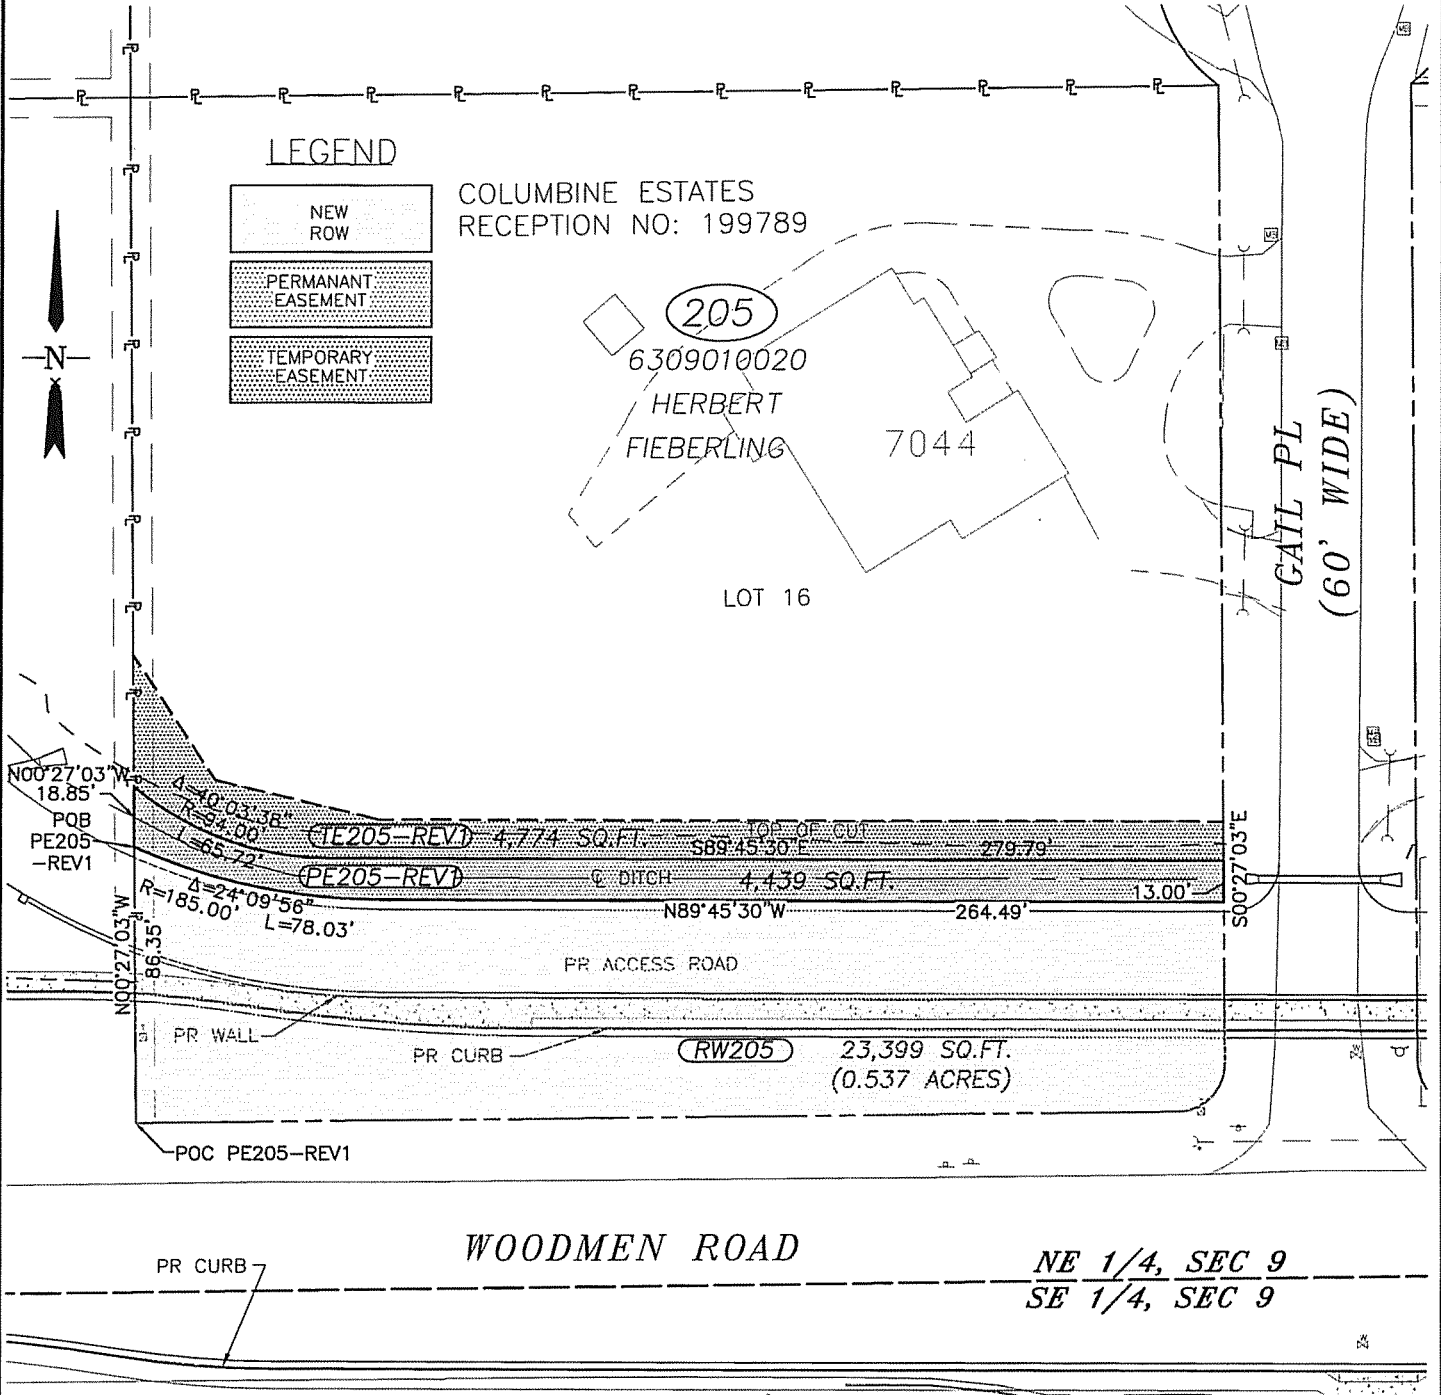 LEGEND
NEW
ROW
PERMANANT
EASEMENT
TEMPORARY
EASEMENT
COLUMBINE ESTATES
RECEPTION NO: 199789
N
205
6309010020
HERBERT
FIEBERLING
7044
LOT 16
GAIL PL
(60' WIDE)
N00°27'03"W
18.85'
POB
PE205
-REV1
Δ=40°03'38"
R=94.00'
L=65.72'
TE205-REV1 4,774 SQ.FT.
TOP OF CUT
S89°45'30"E 279.79'
PE205-REV1 ℄ DITCH 4,439 SQ.FT.
13.00'
S00°27'03"E
Δ=24°09'56"
R=185.00'
L=78.03'
N89°45'30"W 264.49'
N00°27'03"W
86.35'
PR ACCESS ROAD
PR WALL
PR CURB
RW205 23,399 SQ.FT.
(0.537 ACRES)
POC PE205-REV1
WOODMEN ROAD
PR CURB
NE 1/4, SEC 9
SE 1/4, SEC 9